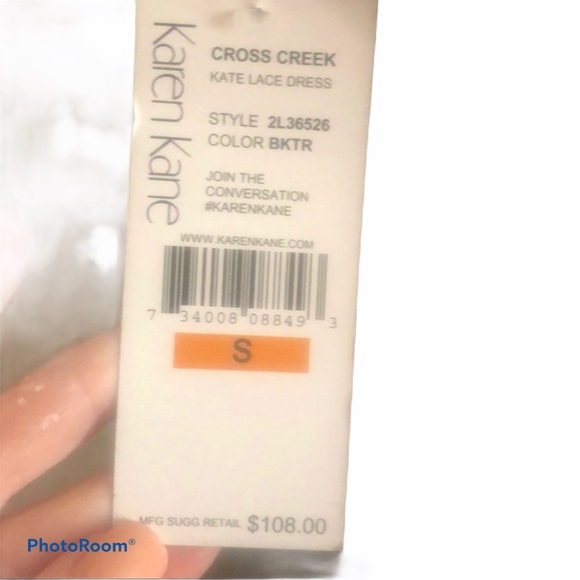 Karen Kane
CROSS CREEK
KATE LACE DRESS
STYLE 2L36526
COLOR BKTR
JOIN THE
CONVERSATION
#KARENKANE
WWW.KARENKANE.COM
7 34008 08849 3
S
MFG SUGG RETAIL $108.00
PhotoRoom®